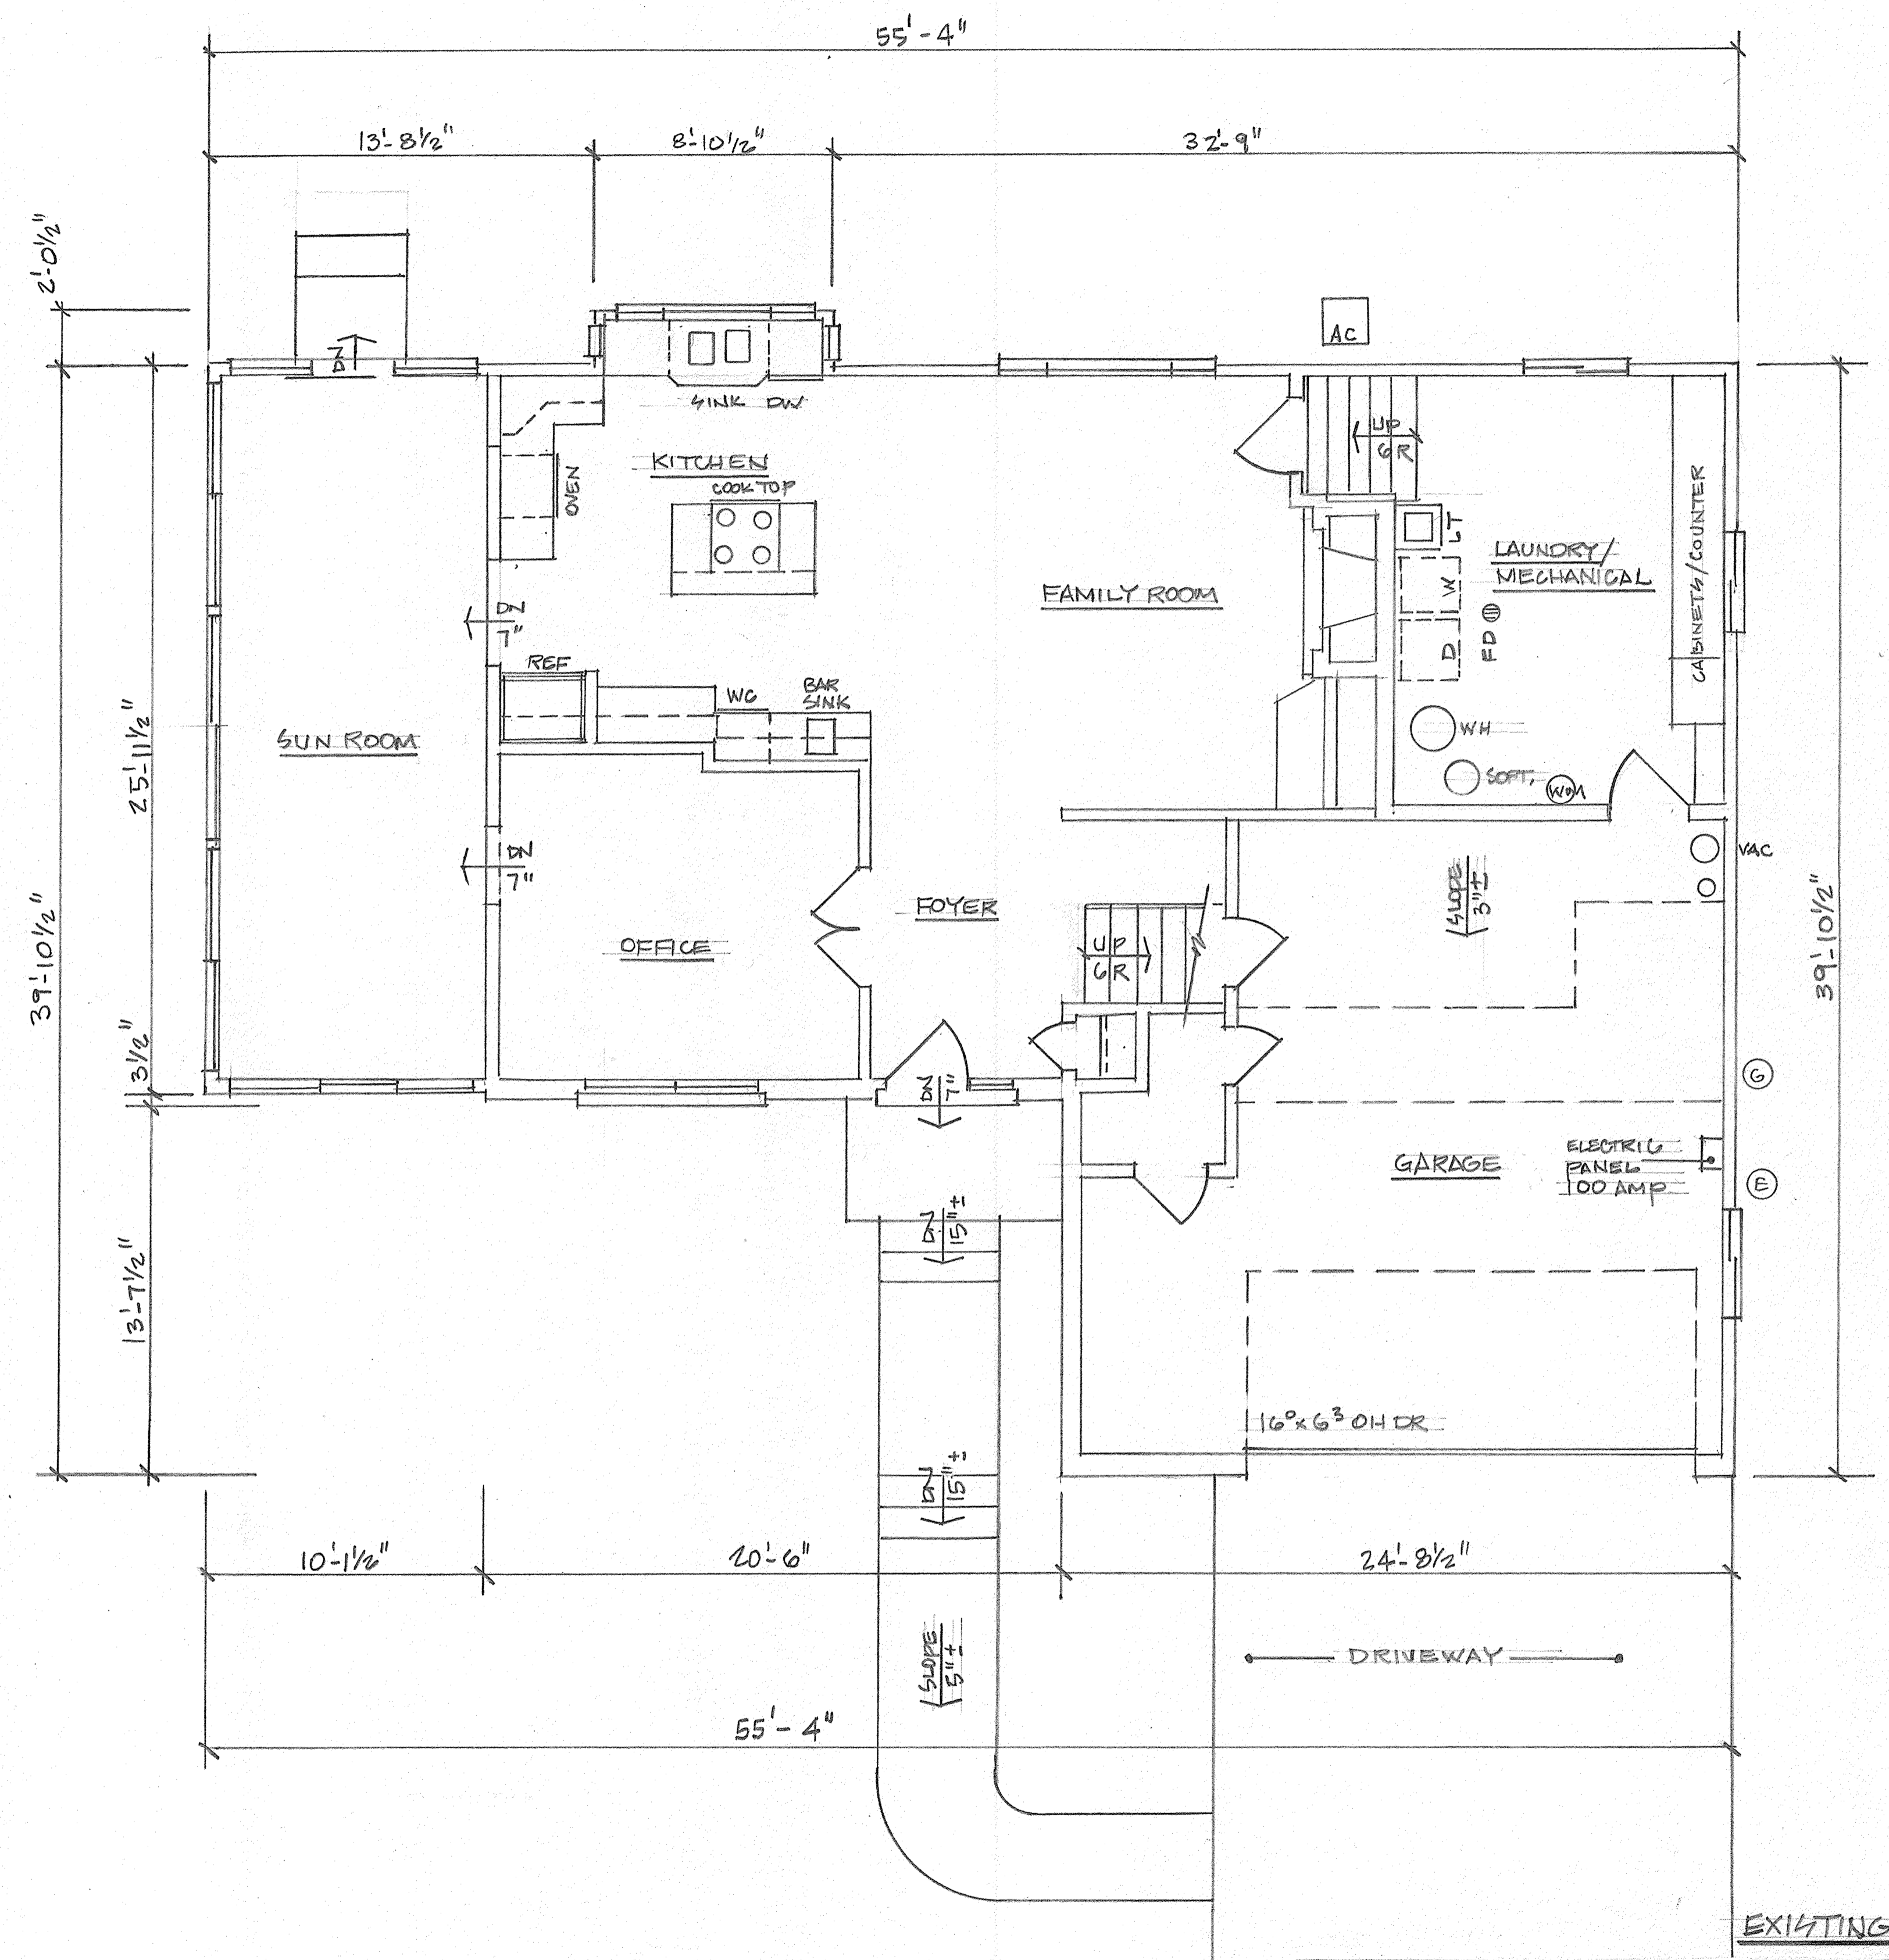 55'-4"
13'-8½"
8'-10½"
32'-9"
2'-0½"
DN
AC
SINK DW
UP
6R
KITCHEN
COOK TOP
OVEN
LT
LAUNDRY/
MECHANICAL
CABINETS/COUNTER
FAMILY ROOM
W
D
FD
DN
7"
REF
WC
BAR
SINK
SUN ROOM
WH
SOFT.
25'-11½"
VAC
DN
7"
SLOPE
3"±
FOYER
OFFICE
UP
6R
39'-10½"
39'-10½"
3½"
DN
7"
G
GARAGE
ELECTRIC
PANEL
100 AMP
E
DN
15"±
13'-7½"
16⁰x6³ OH DR
DN
15"±
10'-1½"
20'-6"
24'-8½"
SLOPE
5"±
DRIVEWAY
55'-4"
EXISTING